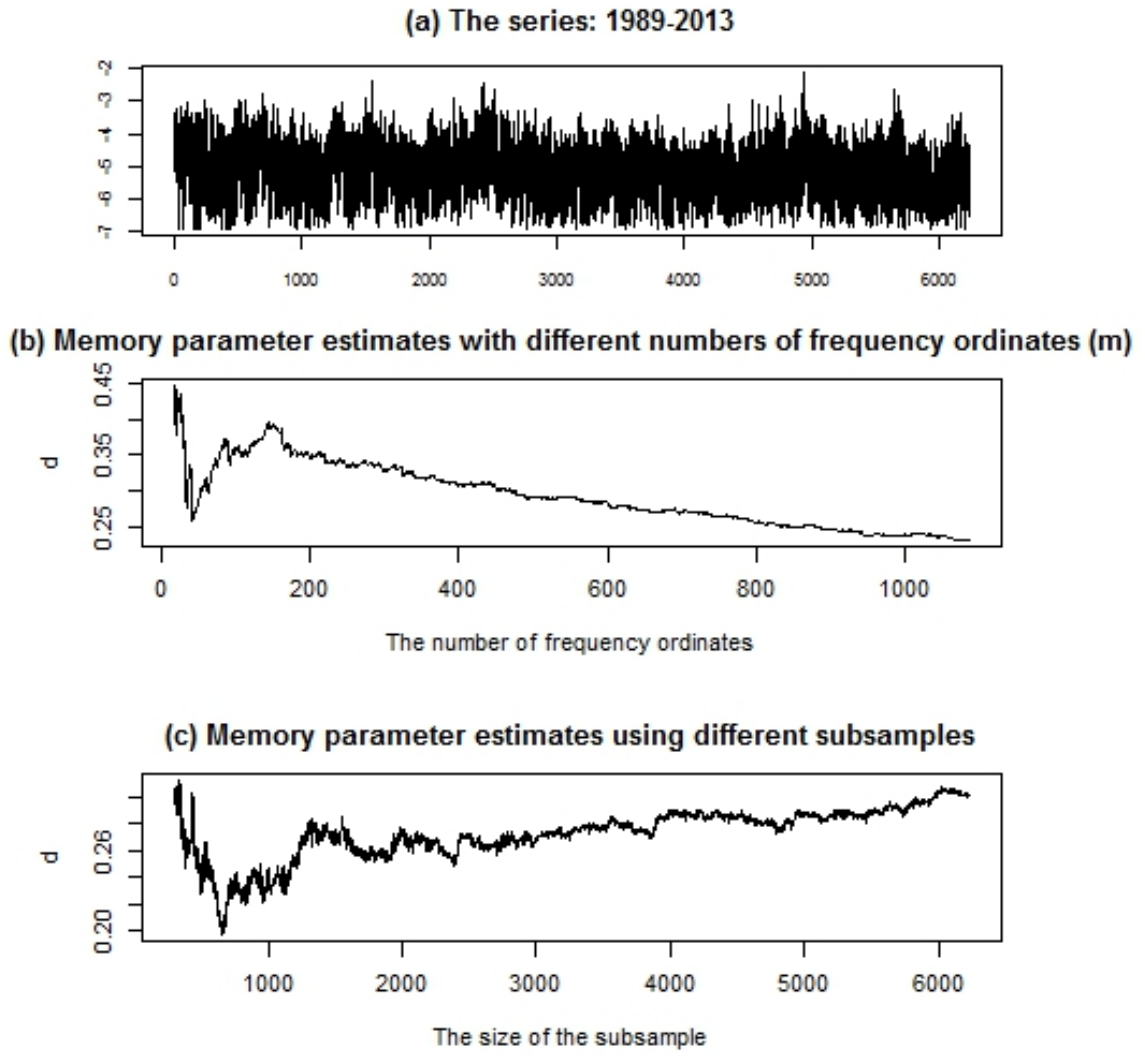 (a) The series: 1989-2013
-2
-3
-4
-5
-6
-7
0 1000 2000 3000 4000 5000 6000
(b) Memory parameter estimates with different numbers of frequency ordinates (m)
0.45
0.35
0.25
d
0 200 400 600 800 1000
The number of frequency ordinates
(c) Memory parameter estimates using different subsamples
0.26
0.20
d
1000 2000 3000 4000 5000 6000
The size of the subsample